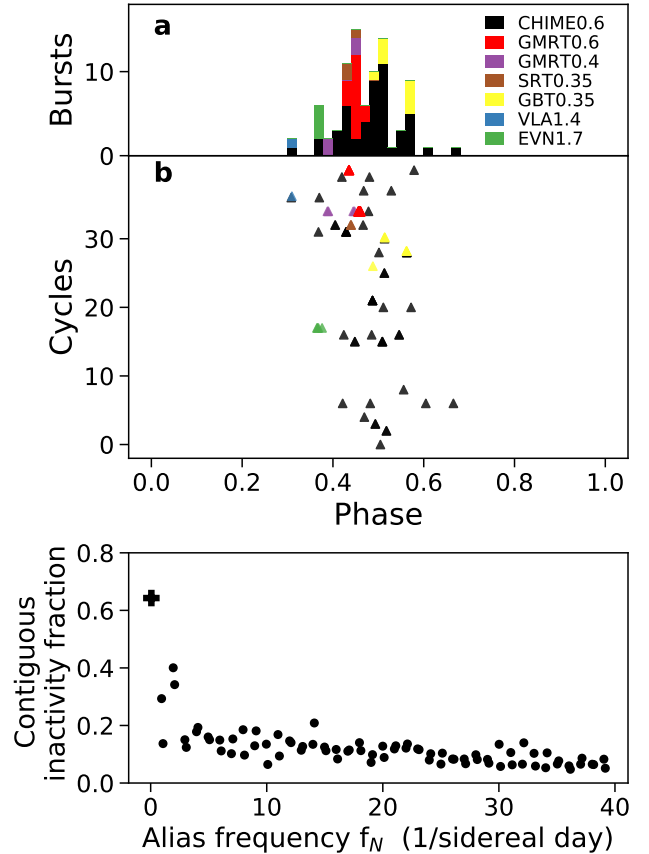 a
Bursts
10
0
CHIME0.6
GMRT0.6
GMRT0.4
SRT0.35
GBT0.35
VLA1.4
EVN1.7
b
Cycles
30
20
10
0
0.0 0.2 0.4 0.6 0.8 1.0
Phase
Contiguous
inactivity fraction
0.8
0.6
0.4
0.2
0.0
0 10 20 30 40
Alias frequency f_N (1/sidereal day)